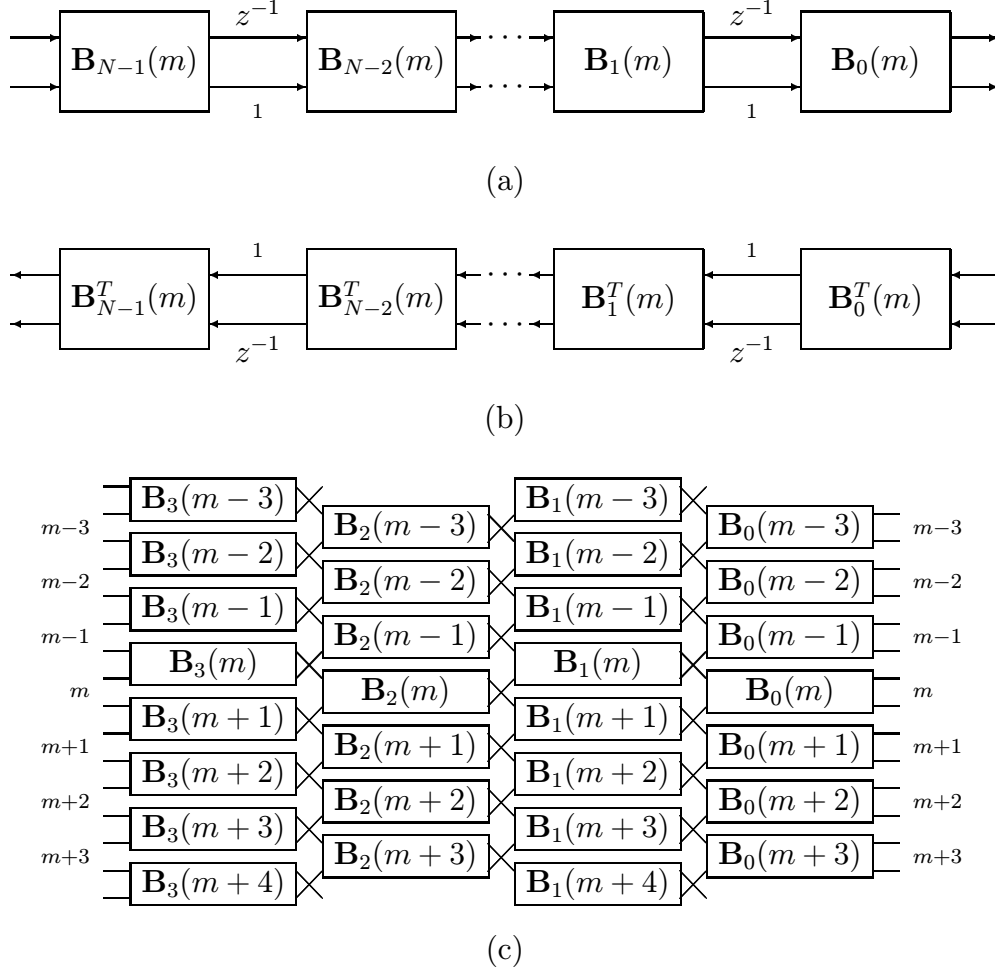 z^{-1} z^{-1}
B_{N−1}(m) B_{N−2}(m) · · · B_1(m) B_0(m)
· · ·
1 1
(a)
1 1
B^T_{N−1}(m) B^T_{N−2}(m) · · · B^T_1(m) B^T_0(m)
· · ·
z^{-1} z^{-1}
(b)
B_3(m − 3) B_1(m − 3)
m−3 B_2(m − 3) B_0(m − 3) m−3
B_3(m − 2) B_1(m − 2)
m−2 B_2(m − 2) B_0(m − 2) m−2
B_3(m − 1) B_1(m − 1)
m−1 B_2(m − 1) B_0(m − 1) m−1
B_3(m) B_1(m)
m B_2(m) B_0(m) m
B_3(m + 1) B_1(m + 1)
m+1 B_2(m + 1) B_0(m + 1) m+1
B_3(m + 2) B_1(m + 2)
m+2 B_2(m + 2) B_0(m + 2) m+2
B_3(m + 3) B_1(m + 3)
m+3 B_2(m + 3) B_0(m + 3) m+3
B_3(m + 4) B_1(m + 4)
(c)